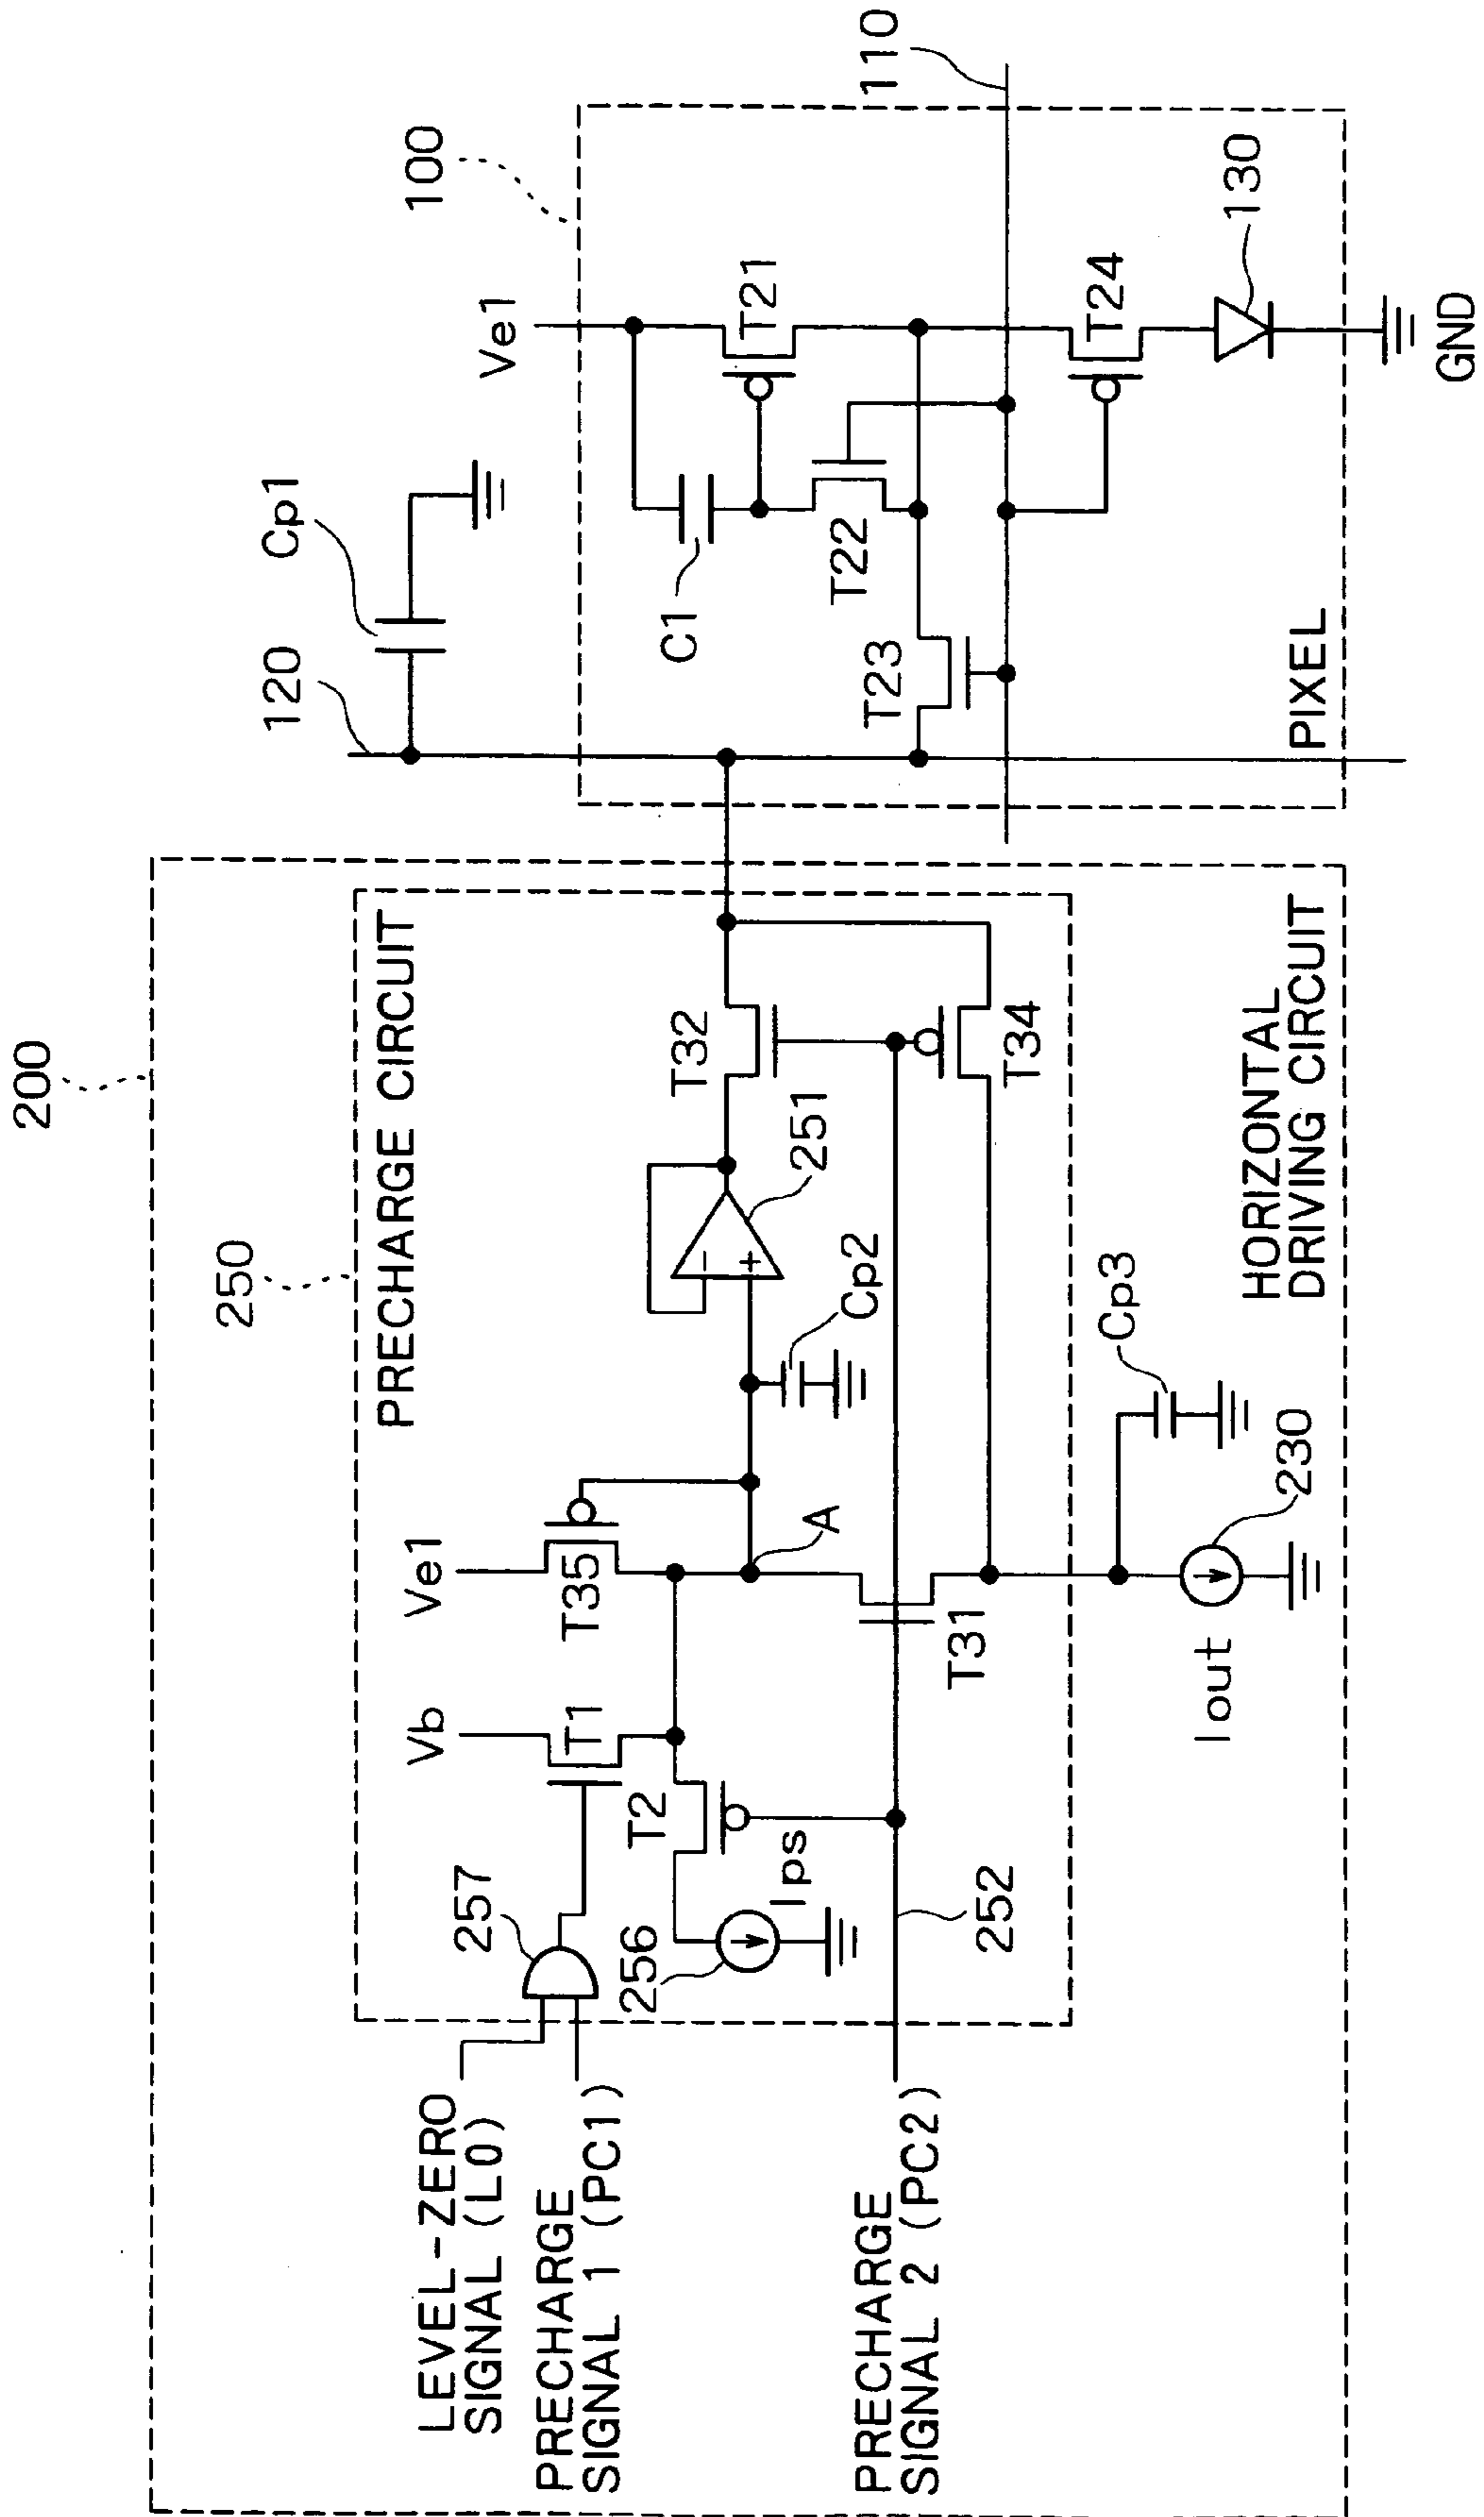 200
250
PRECHARGE CIRCUIT
LEVEL-ZERO
SIGNAL (L0)
PRECHARGE
SIGNAL 1 (PC1)
PRECHARGE
SIGNAL 2 (PC2)
257
Vb
T1
Ve1
T35
T2
256
Ips
252
A
T31
Cp2
251
T32
T34
Iout
230
Cp3
HORIZONTAL
DRIVING CIRCUIT
120
Cp1
100
Ve1
C1
T21
T22
T23
T24
110
130
PIXEL
GND
-
+